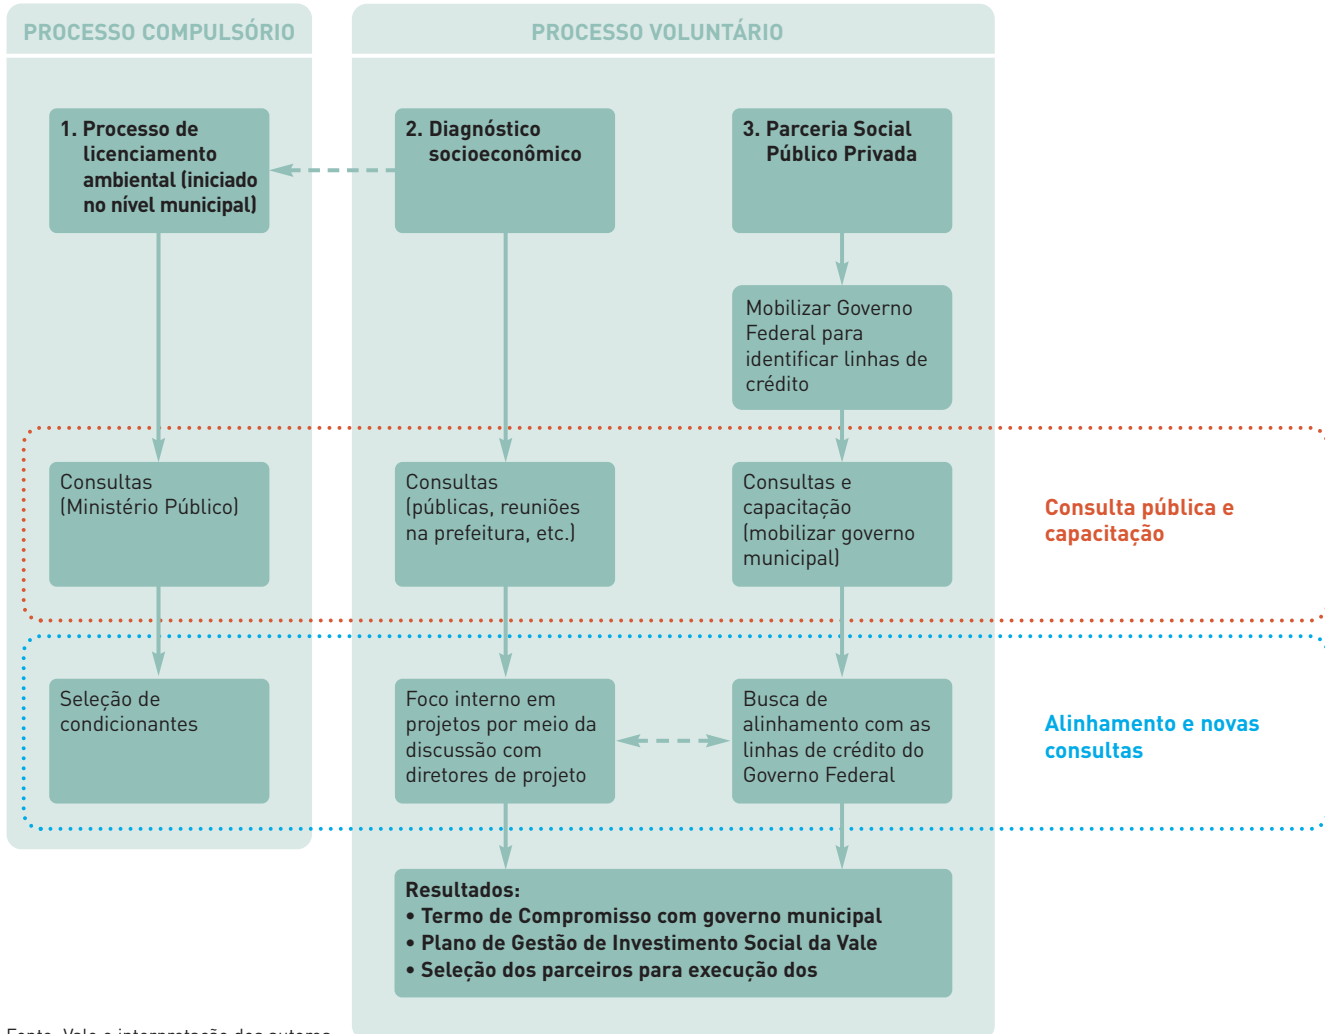 PROCESSO COMPULSÓRIO
PROCESSO VOLUNTÁRIO
1. Processo de
licenciamento
ambiental (iniciado
no nível municipal)
2. Diagnóstico
socioeconômico
3. Parceria Social
Público Privada
Mobilizar Governo
Federal para
identificar linhas de
crédito
Consultas
(Ministério Público)
Consultas
(públicas, reuniões
na prefeitura, etc.)
Consultas e
capacitação
(mobilizar governo
municipal)
Consulta pública e
capacitação
Seleção de
condicionantes
Foco interno em
projetos por meio da
discussão com
diretores de projeto
Busca de
alinhamento com as
linhas de crédito do
Governo Federal
Alinhamento e novas
consultas
Resultados:
• Termo de Compromisso com governo municipal
• Plano de Gestão de Investimento Social da Vale
• Seleção dos parceiros para execução dos
Fonte: Vale e interpretação dos autores